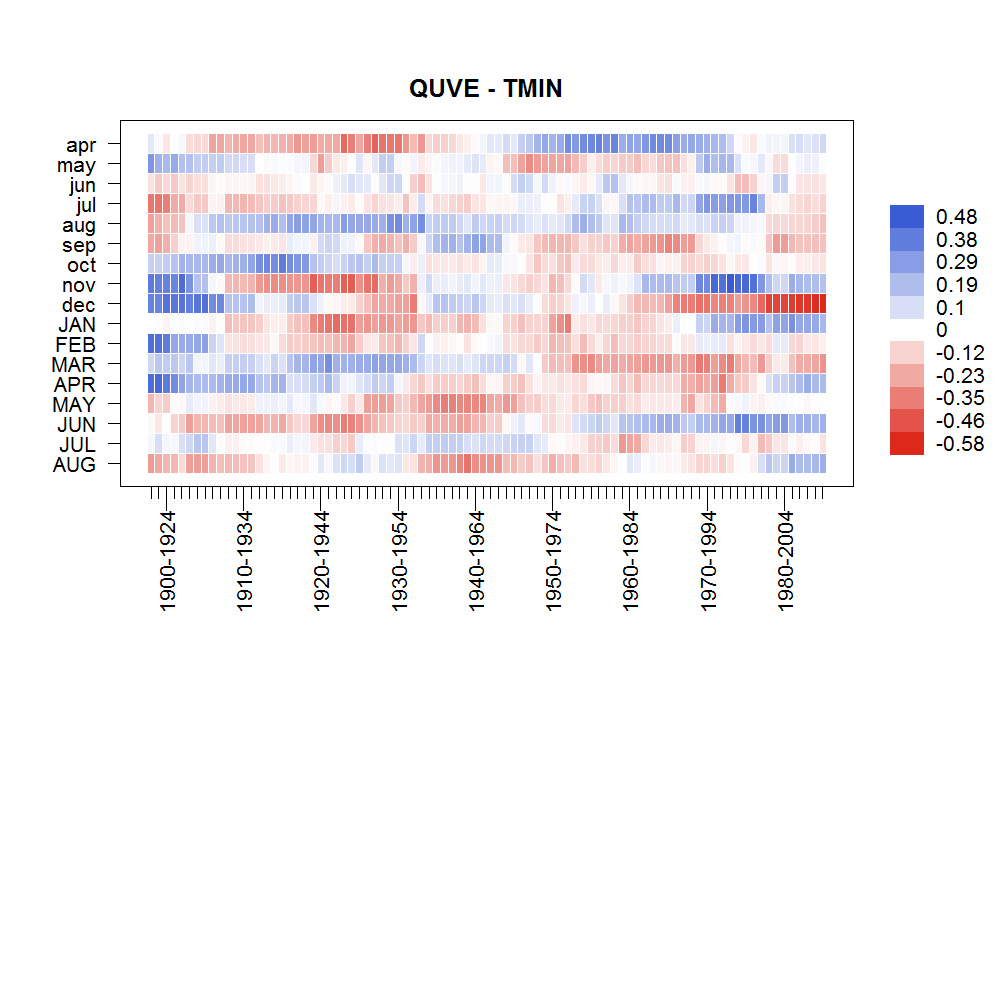 QUVE - TMIN
apr
may
jun
jul
aug
sep
oct
nov
dec
JAN
FEB
MAR
APR
MAY
JUN
JUL
AUG
1900-1924
1910-1934
1920-1944
1930-1954
1940-1964
1950-1974
1960-1984
1970-1994
1980-2004
0.48
0.38
0.29
0.19
0.1
0
-0.12
-0.23
-0.35
-0.46
-0.58